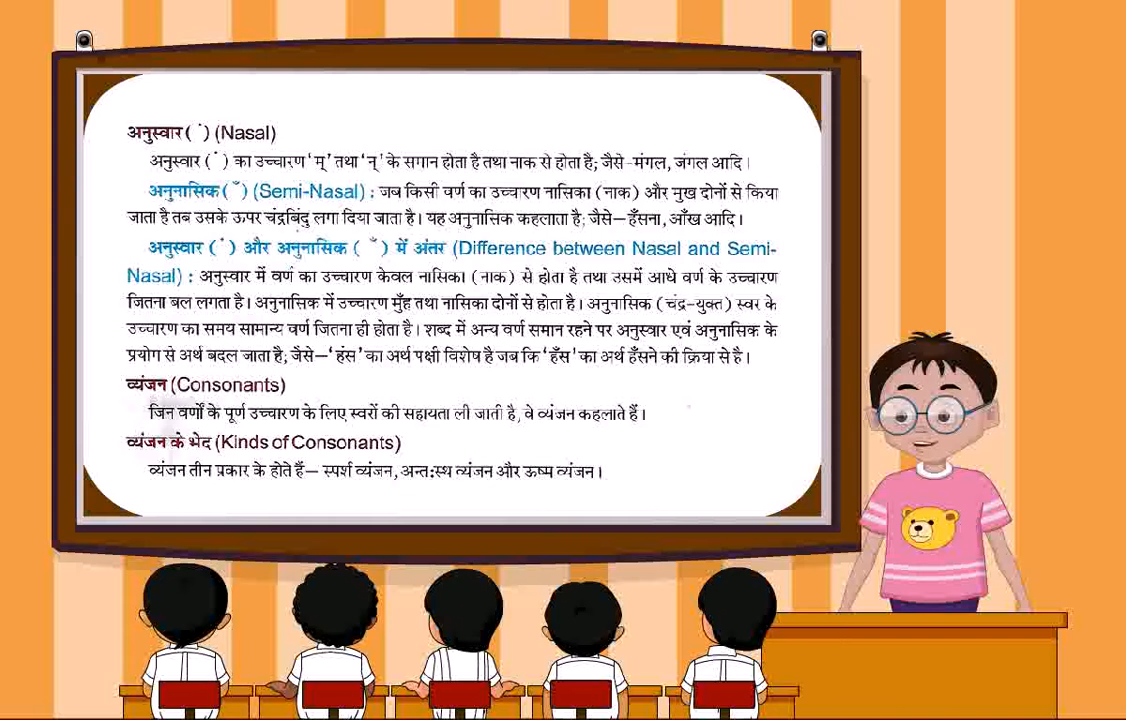 अनुस्वार ( ं ) (Nasal)
अनुस्वार ( ं ) का उच्चारण 'म्' तथा 'न्' के समान होता है तथा नाक से होता है; जैसे-मंगल, जंगल आदि।
अनुनासिक ( ँ ) (Semi-Nasal) : जब किसी वर्ण का उच्चारण नासिका (नाक) और मुख दोनों से किया
जाता है तब उसके ऊपर चंद्रबिंदु लगा दिया जाता है। यह अनुनासिक कहलाता है; जैसे—हँसना, आँख आदि।
अनुस्वार ( ं ) और अनुनासिक ( ँ ) में अंतर (Difference between Nasal and Semi-
Nasal) : अनुस्वार में वर्ण का उच्चारण केवल नासिका (नाक) से होता है तथा उसमें आधे वर्ण के उच्चारण
जितना बल लगता है। अनुनासिक में उच्चारण मुँह तथा नासिका दोनों से होता है। अनुनासिक (चंद्र-युक्त) स्वर के
उच्चारण का समय सामान्य वर्ण जितना ही होता है। शब्द में अन्य वर्ण समान रहने पर अनुस्वार एवं अनुनासिक के
प्रयोग से अर्थ बदल जाता है; जैसे—'हंस' का अर्थ पक्षी विशेष है जब कि 'हँस' का अर्थ हँसने की क्रिया से है।
व्यंजन (Consonants)
जिन वर्णों के पूर्ण उच्चारण के लिए स्वरों की सहायता ली जाती है, वे व्यंजन कहलाते हैं।
व्यंजन के भेद (Kinds of Consonants)
व्यंजन तीन प्रकार के होते हैं— स्पर्श व्यंजन, अन्त:स्थ व्यंजन और ऊष्म व्यंजन।